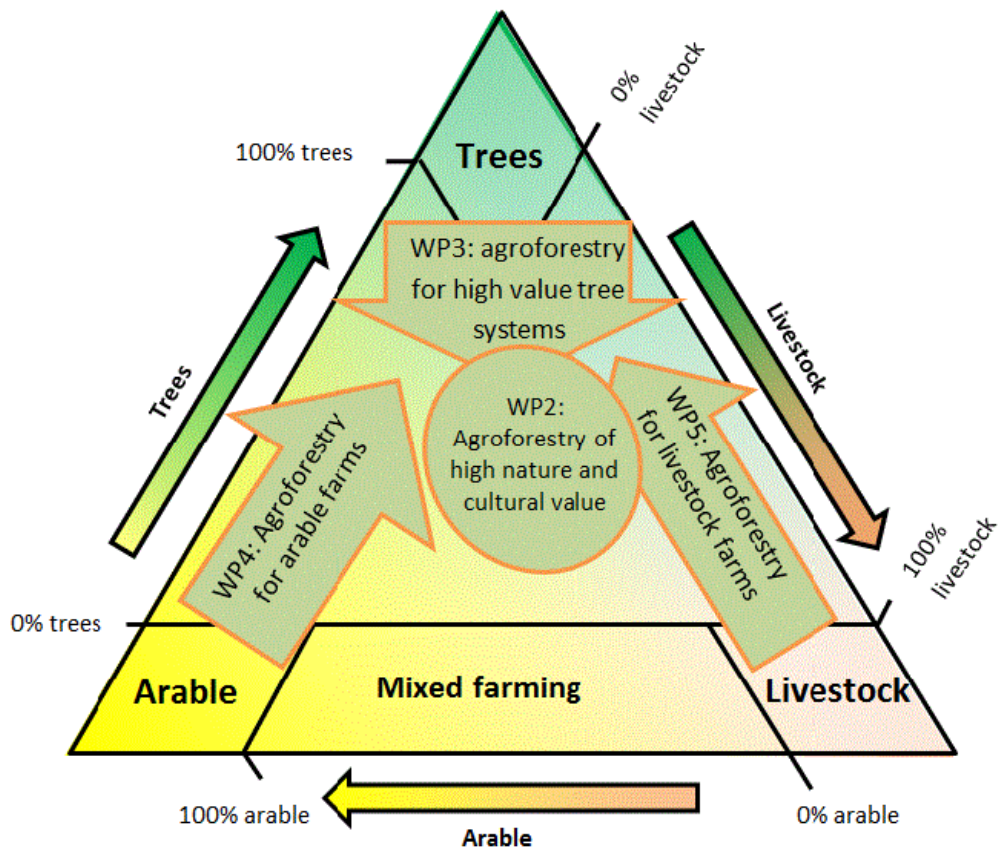 0%
livestock
100% trees
Trees
WP3: agroforestry
for high value tree
systems
Trees
Livestock
WP2:
Agroforestry of
high nature and
cultural value
WP4: Agroforestry
for arable farms
WP5: Agroforestry
for livestock farms
100%
livestock
0% trees
Arable
Mixed farming
Livestock
100% arable
0% arable
Arable